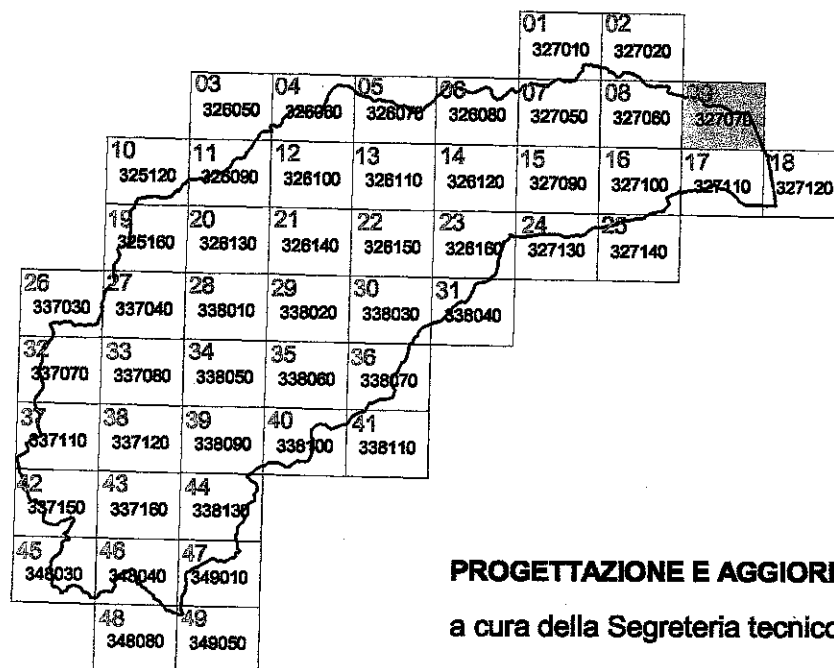 01 02
327010 327020
03 04 05 06 07 08 09
326050 326060 326070 326080 327050 327060 327070
10 11 12 13 14 15 16 17 18
325120 326090 326100 326110 326120 327090 327100 327110 327120
19 20 21 22 23 24 25
325160 326130 326140 326150 326160 327130 327140
26 27 28 29 30 31
337030 337040 338010 338020 338030 338040
32 33 34 35 36
337070 337080 338050 338060 338070
37 38 39 40 41
337110 337120 338090 338100 338110
42 43 44
337150 337160 338130
45 46 47
348030 348040 349010
48 49
348080 349050
PROGETTAZIONE E AGGIOR
a cura della Segreteria tecnico